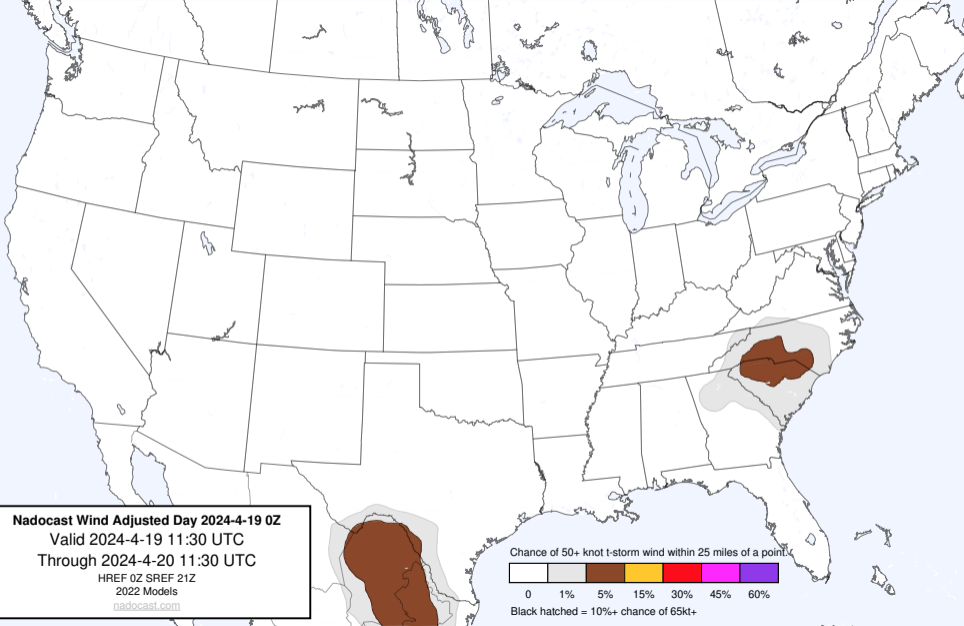 Nadocast Wind Adjusted Day 2024-4-19 0Z
Valid 2024-4-19 11:30 UTC
Through 2024-4-20 11:30 UTC
HREF 0Z SREF 21Z
2022 Models
nadocast.com
Chance of 50+ knot t-storm wind within 25 miles of a point.
0 1% 5% 15% 30% 45% 60%
Black hatched = 10%+ chance of 65kt+